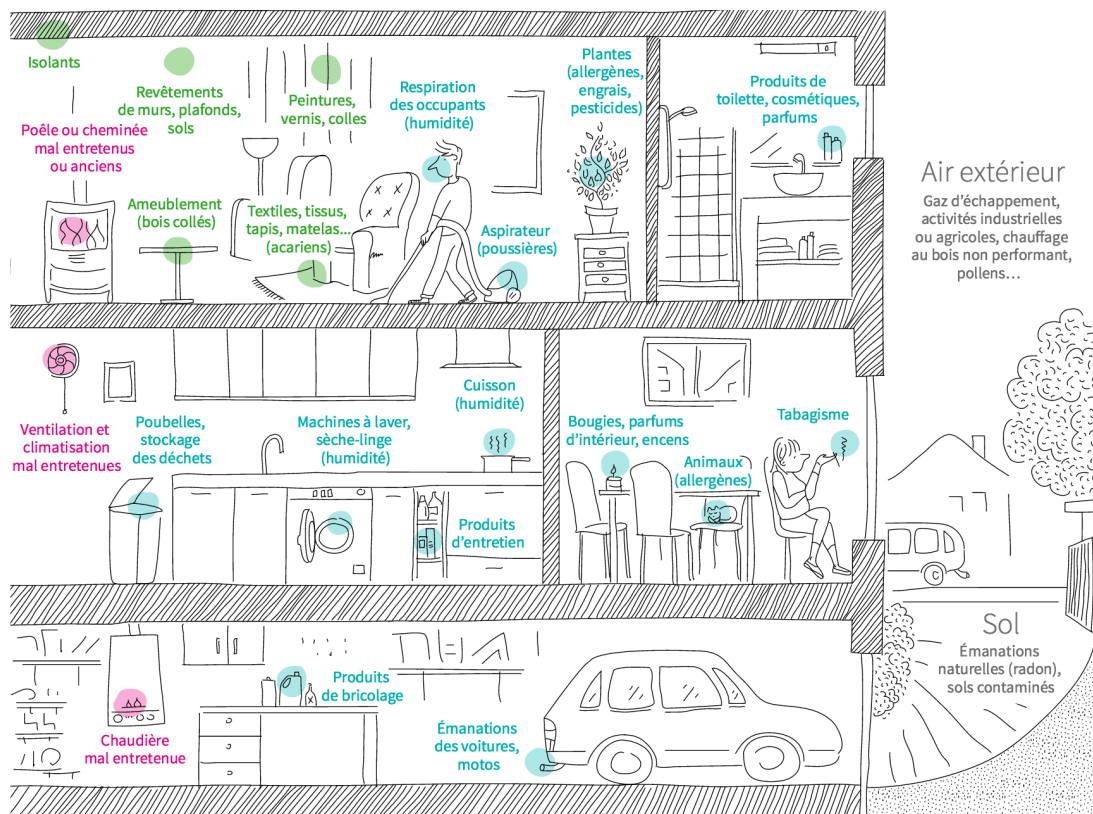 Isolants
Revêtements
de murs, plafonds,
sols
Peintures,
vernis, colles
Respiration
des occupants
(humidité)
Plantes
(allergènes,
engrais,
pesticides)
Produits de
toilette, cosmétiques,
parfums
Poêle ou cheminée
mal entretenus
ou anciens
Ameublement
(bois collés)
Textiles, tissus,
tapis, matelas...
(acariens)
Aspirateur
(poussières)
Air extérieur
Gaz d’échappement,
activités industrielles
ou agricoles, chauffage
au bois non performant,
pollens…
Ventilation et
climatisation
mal entretenues
Poubelles,
stockage
des déchets
Machines à laver,
sèche-linge
(humidité)
Cuisson
(humidité)
Produits
d’entretien
Bougies, parfums
d’intérieur, encens
Animaux
(allergènes)
Tabagisme
Chaudière
mal entretenue
Produits
de bricolage
Émanations
des voitures,
motos
Sol
Émanations
naturelles (radon),
sols contaminés